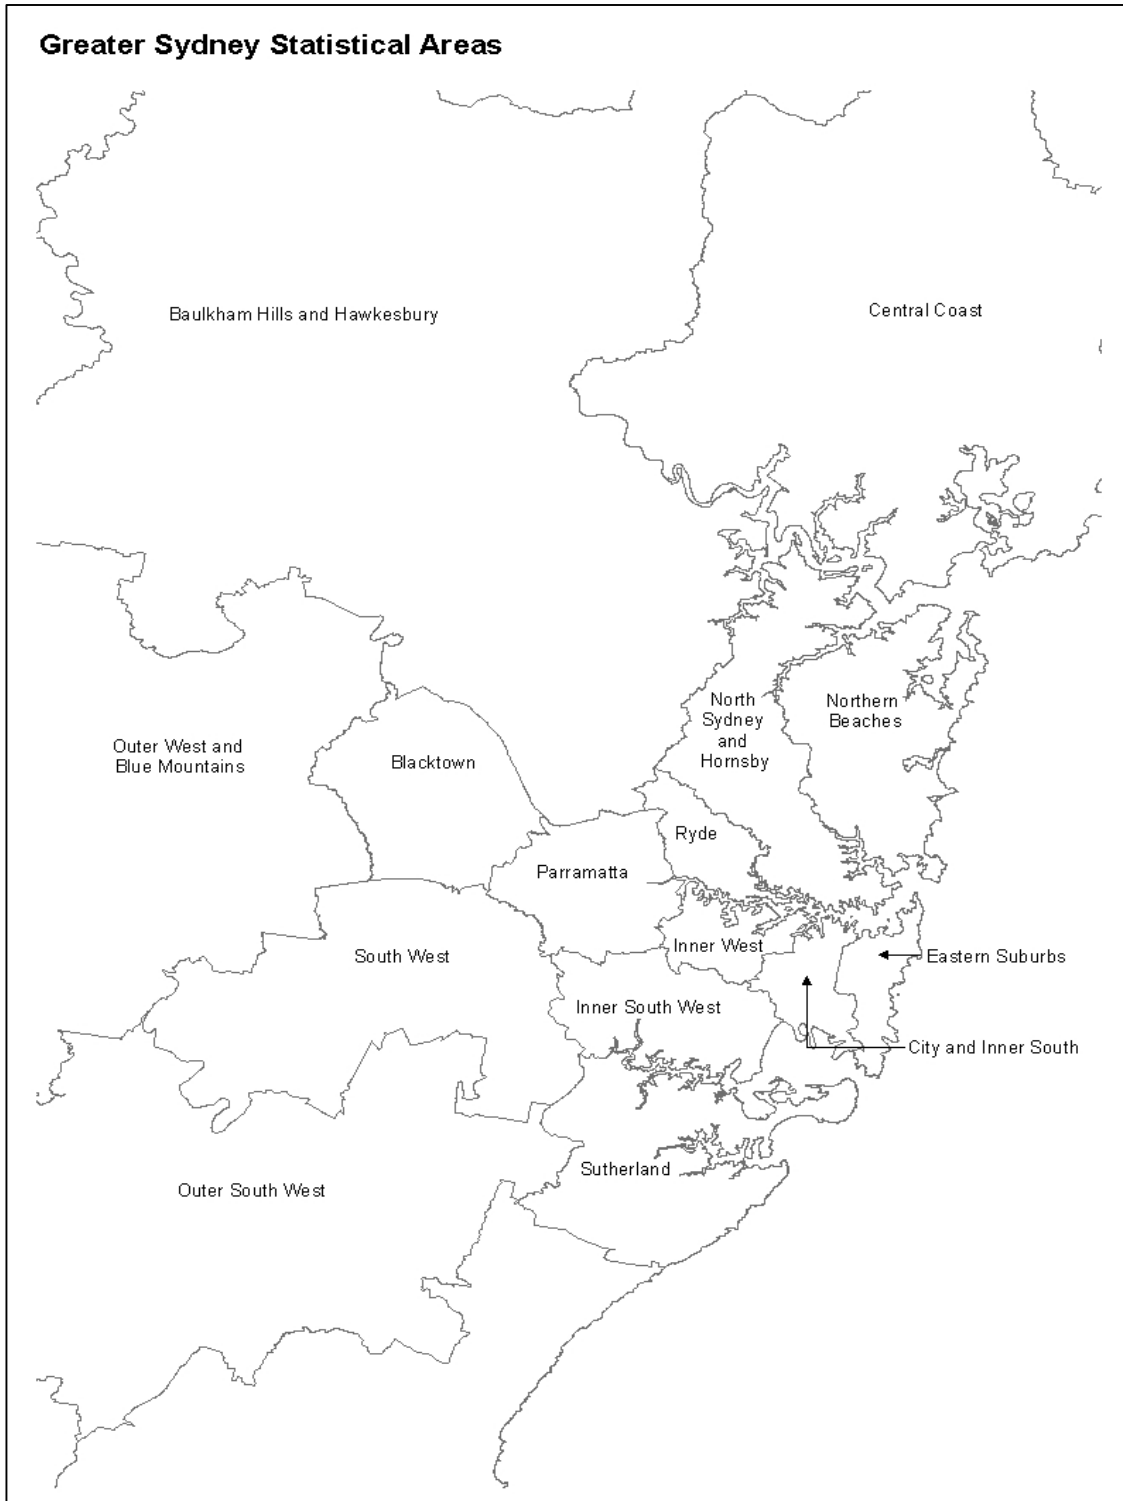 Greater Sydney Statistical Areas
Baulkham Hills and Hawkesbury
Central Coast
North
Sydney
and
Hornsby
Northern
Beaches
Outer West and
Blue Mountains
Blacktown
Ryde
Parramatta
Inner West
South West
Eastern Suburbs
Inner South West
City and Inner South
Sutherland
Outer South West